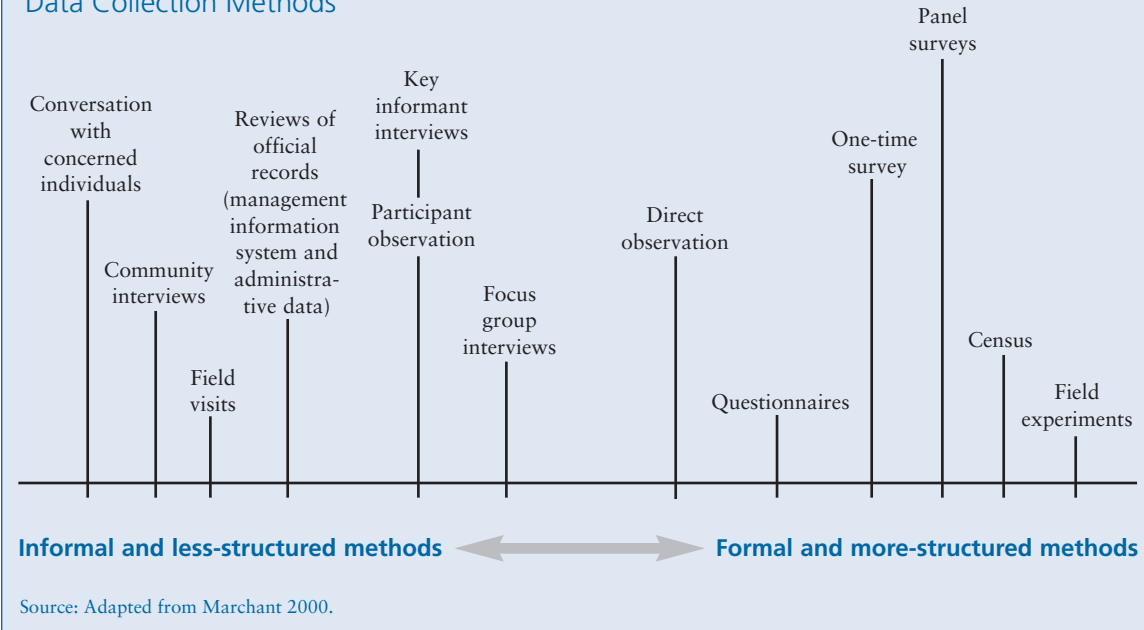 Data Collection Methods
Conversation
with
concerned
individuals
Community
interviews
Field
visits
Reviews of
official
records
(management
information
system and
administra-
tive data)
Key
informant
interviews
Participant
observation
Focus
group
interviews
Direct
observation
Questionnaires
One-time
survey
Panel
surveys
Census
Field
experiments
Informal and less-structured methods
Formal and more-structured methods
Source: Adapted from Marchant 2000.